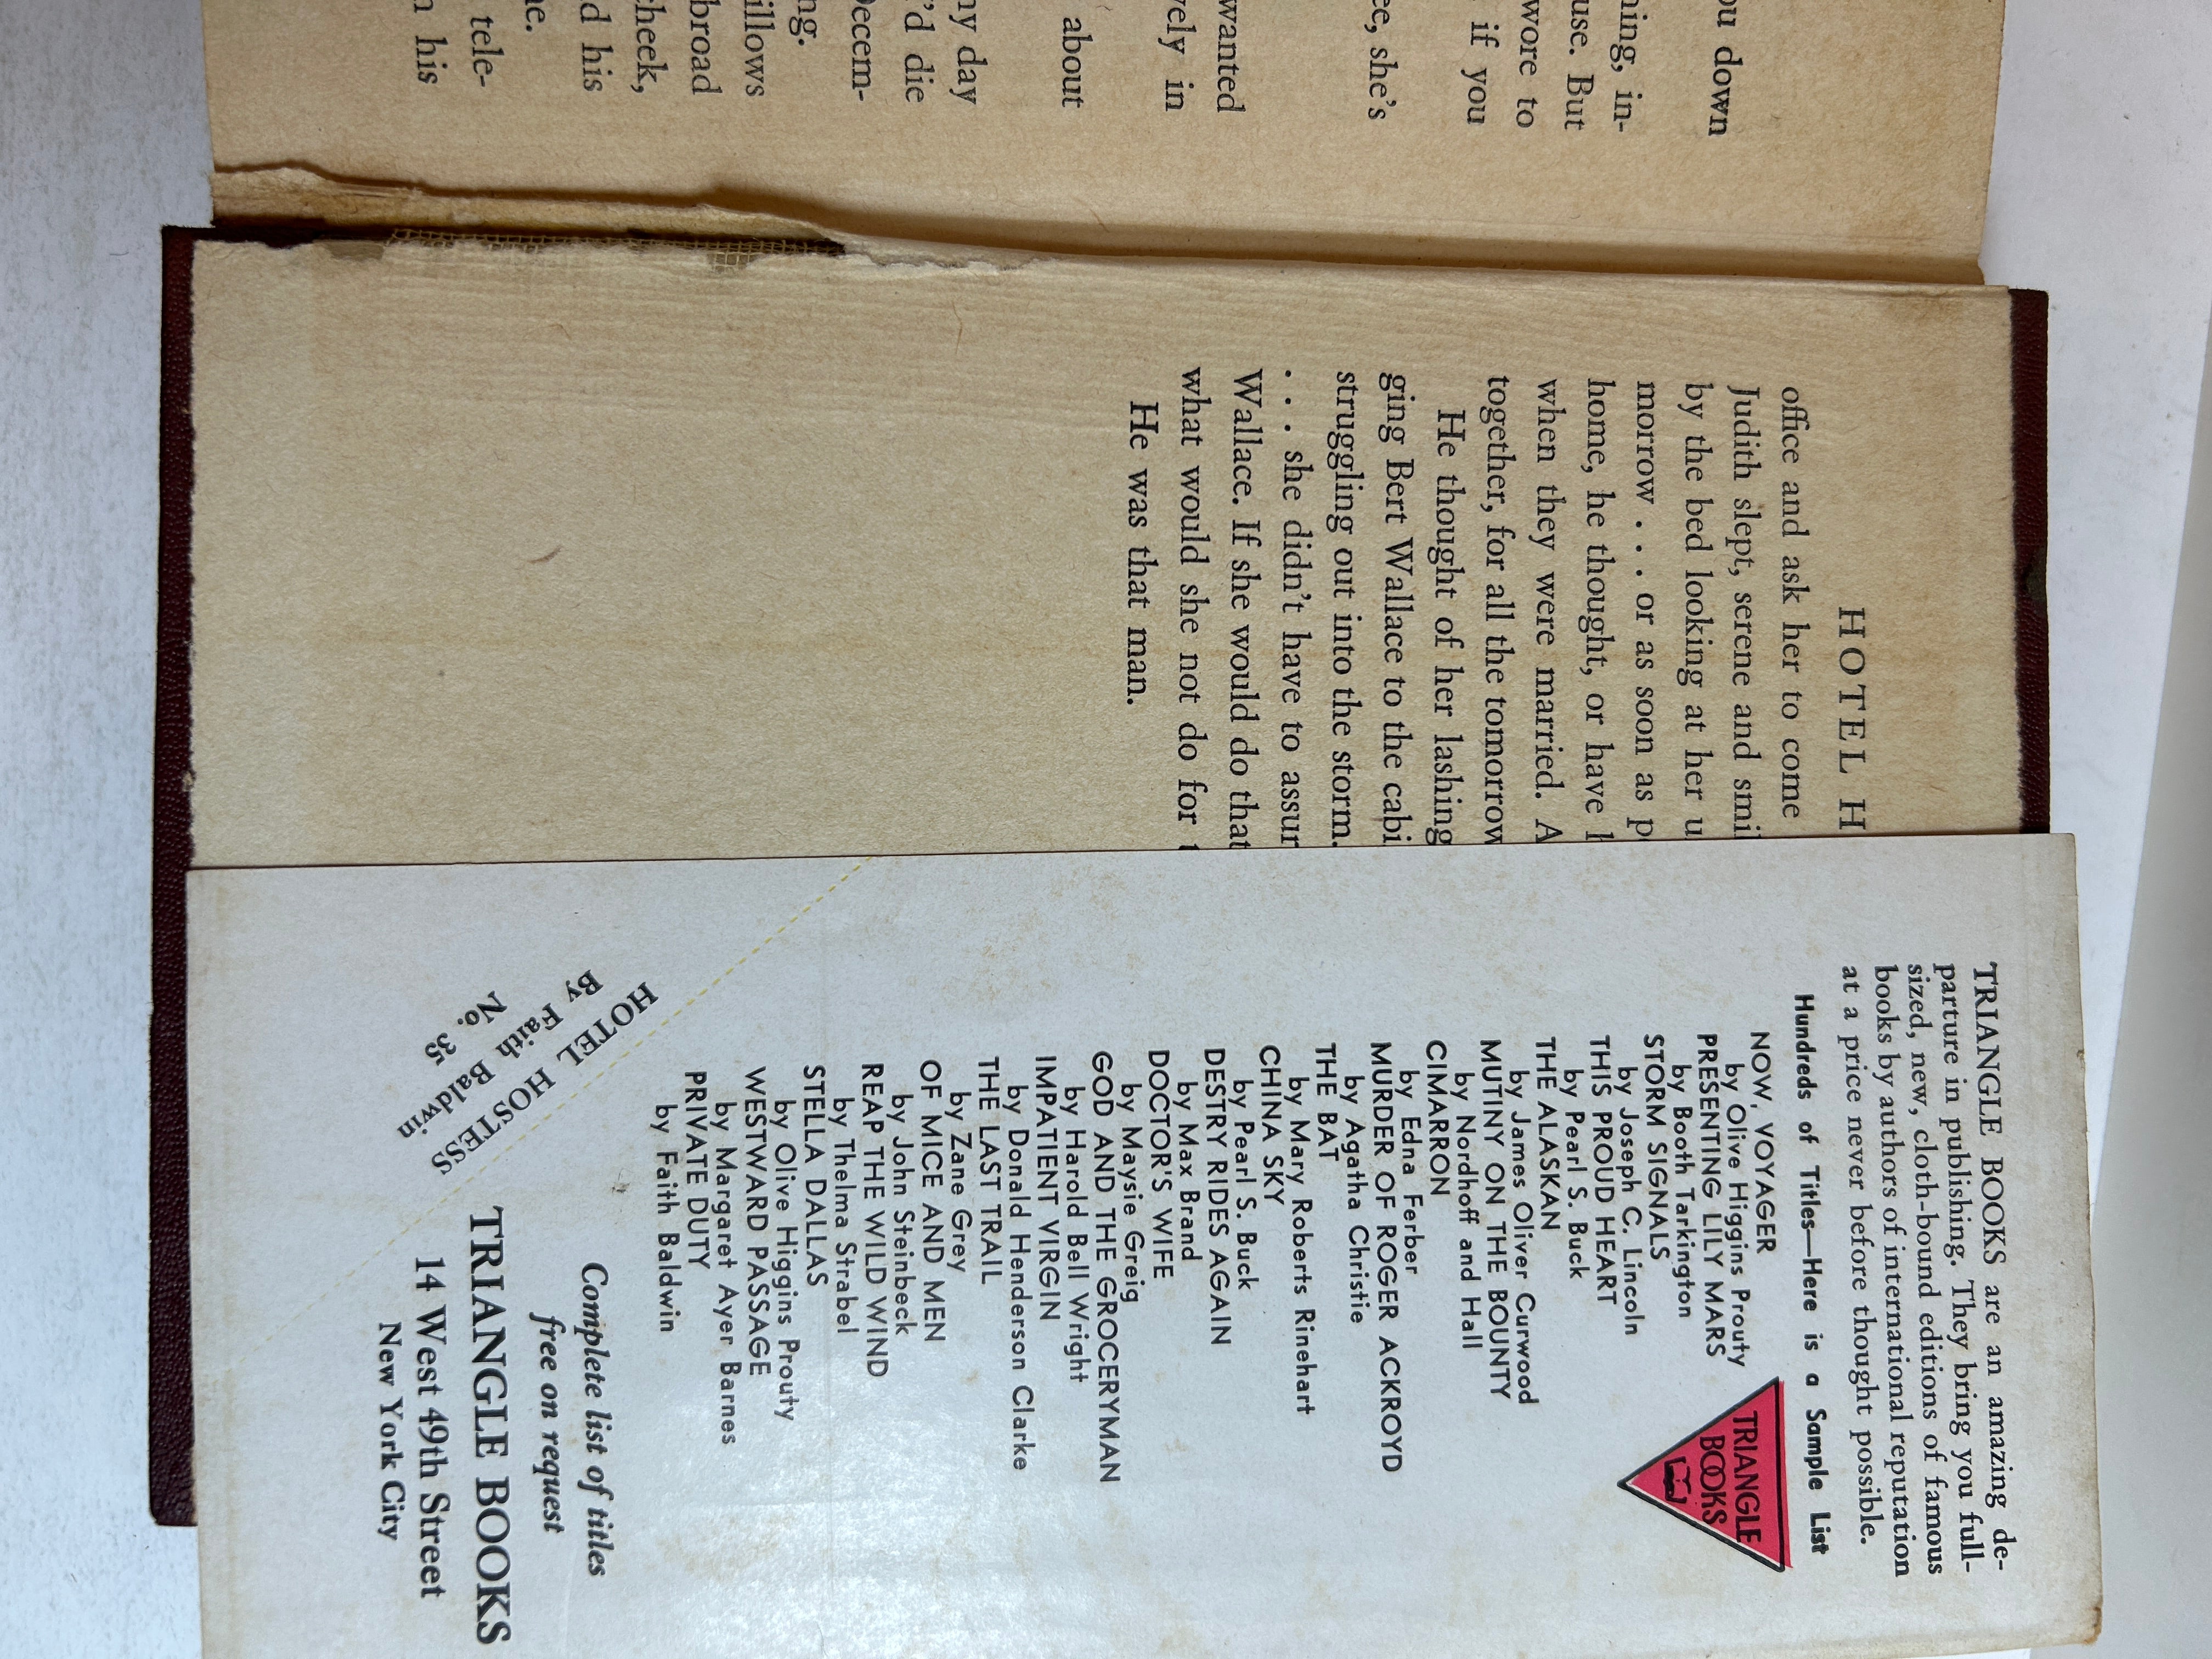 ou down
ning, in-
use. But
wore to
if you
ee, she's
wanted
vely in
about
ny day
'd die
Decem-
ng.
illows
broad
cheek,
d his
ne.
tele-
n his
HOTEL H
office and ask her to come
Judith slept, serene and smil
by the bed looking at her u
morrow . . . or as soon as p
home, he thought, or have h
when they were married. A
together, for all the tomorrow
He thought of her lashing
ging Bert Wallace to the cabi
struggling out into the storm.
. . . she didn't have to assur
Wallace. If she would do that
what would she not do for t
He was that man.
TRIANGLE BOOKS are an amazing de-
parture in publishing. They bring you full-
sized, new, cloth-bound editions of famous
books by authors of international reputation
at a price never before thought possible.
Hundreds of Titles—Here is a Sample List
NOW, VOYAGER
by Olive Higgins Prouty
PRESENTING LILY MARS
by Booth Tarkington
STORM SIGNALS
by Joseph C. Lincoln
THIS PROUD HEART
by Pearl S. Buck
THE ALASKAN
by James Oliver Curwood
MUTINY ON THE BOUNTY
by Nordhoff and Hall
CIMARRON
by Edna Ferber
MURDER OF ROGER ACKROYD
by Agatha Christie
THE BAT
by Mary Roberts Rinehart
CHINA SKY
by Pearl S. Buck
DESTRY RIDES AGAIN
by Max Brand
DOCTOR'S WIFE
by Maysie Greig
GOD AND THE GROCERYMAN
by Harold Bell Wright
IMPATIENT VIRGIN
by Donald Henderson Clarke
THE LAST TRAIL
by Zane Grey
OF MICE AND MEN
by John Steinbeck
REAP THE WILD WIND
by Thelma Strabel
STELLA DALLAS
by Olive Higgins Prouty
WESTWARD PASSAGE
by Margaret Ayer Barnes
PRIVATE DUTY
by Faith Baldwin
TRIANGLE
BOOKS
Complete list of titles
free on request
TRIANGLE BOOKS
14 West 49th Street
New York City
HOTEL HOSTESS
By Faith Baldwin
No. 35